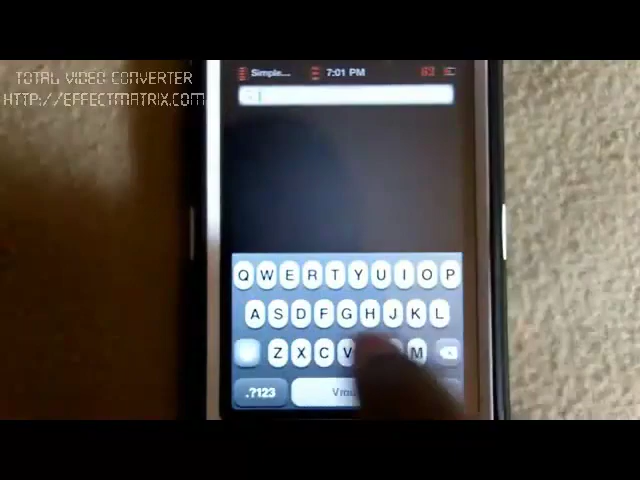 TOTAL VIDEO CONVERTER
HTTP://EFFECTMATRIX.COM
Simple... 7:01 PM
Q W E R T Y U I O P
A S D F G H J K L
Z X C V M
.?123